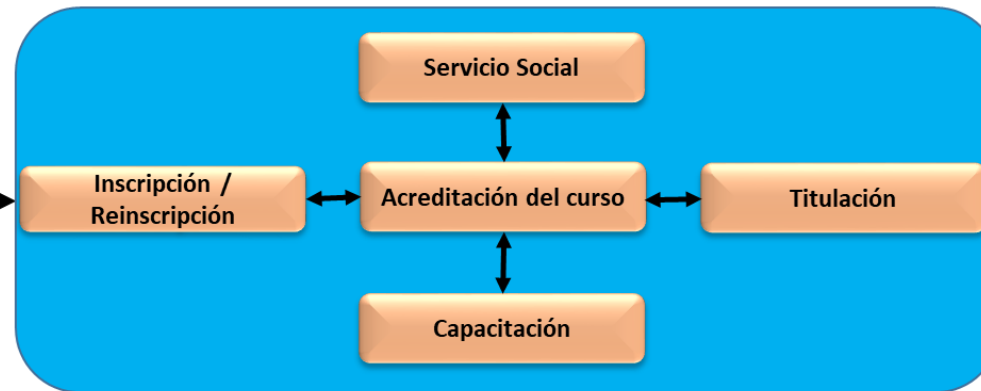 Servicio Social
Inscripción /
Reinscripción
Acreditación del curso
Titulación
Capacitación